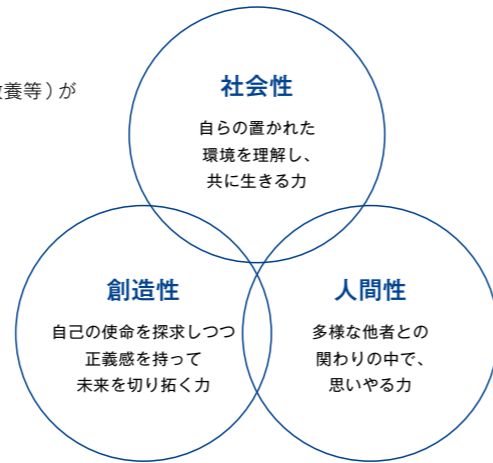 養等）が
社会性
自らの置かれた
環境を理解し、
共に生きる力
創造性
自己の使命を探求しつつ
正義感を持って
未来を切り拓く力
人間性
多様な他者との
関わりの中で、
思いやる力